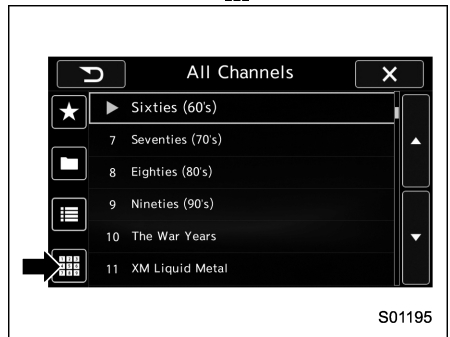 All Channels
Sixties (60's)
7 Seventies (70's)
8 Eighties (80's)
9 Nineties (90's)
10 The War Years
11 XM Liquid Metal
S01195